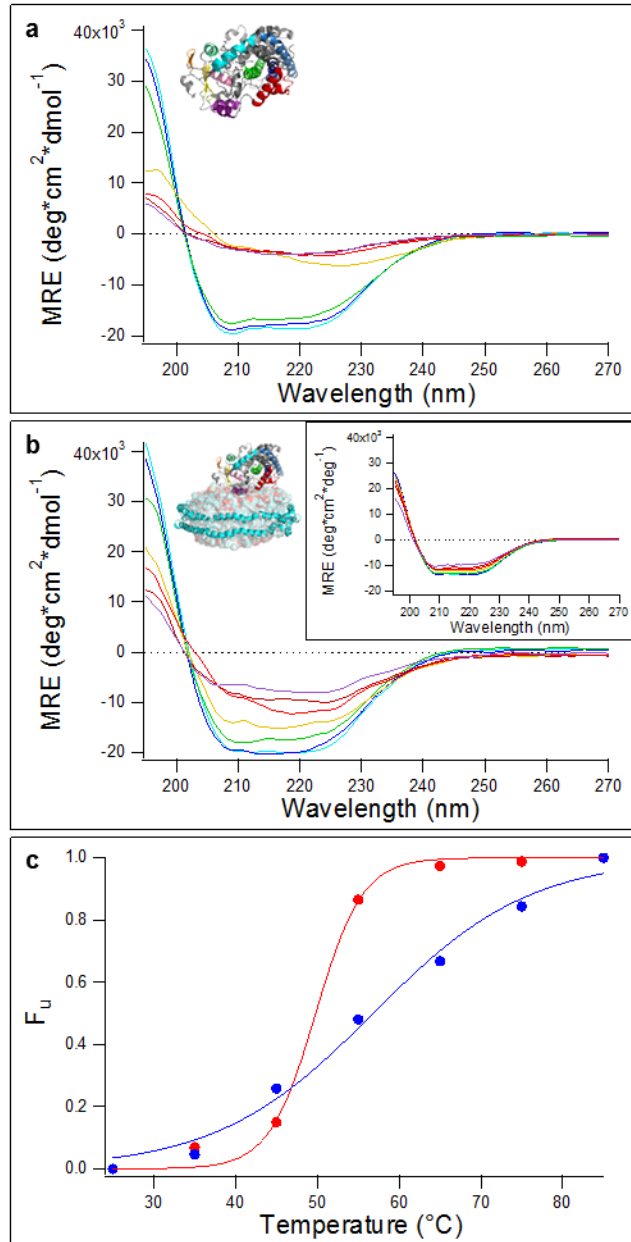 a
40x10³
30
20
10
0
-10
-20
MRE (deg*cm²*dmol⁻¹)
200 210 220 230 240 250 260 270
Wavelength (nm)
b
40x10³
30
20
10
0
-10
-20
MRE (deg*cm²*dmol⁻¹)
200 210 220 230 240 250 260 270
Wavelength (nm)
40x10³
30
20
10
0
-10
-20
MRE (deg*cm²*deg⁻¹)
200 210 220 230 240 250 260 270
Wavelength (nm)
c
1.0
0.8
0.6
0.4
0.2
0.0
Fᵤ
30 40 50 60 70 80
Temperature (°C)